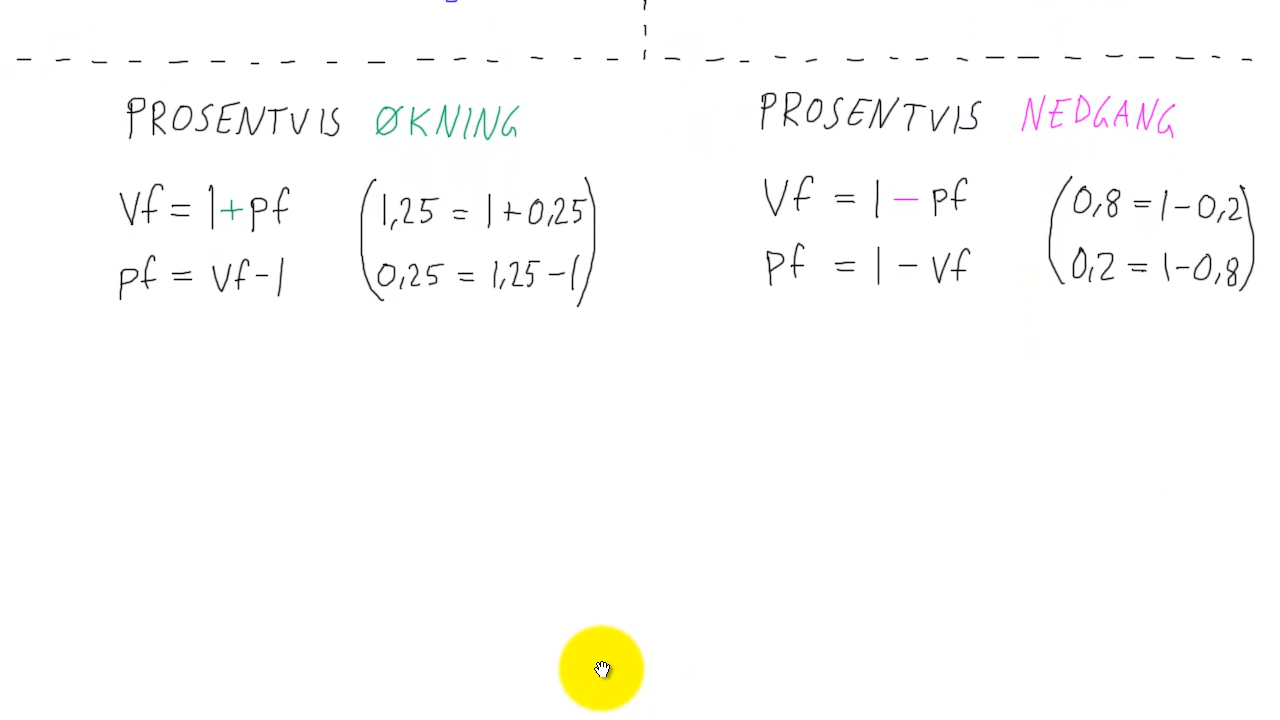 PROSENTVIS ØKNING
Vf = 1+pf (1,25 = 1+0,25)
pf = Vf-1 (0,25 = 1,25-1)
PROSENTVIS NEDGANG
Vf = 1 - pf (0,8 = 1-0,2)
pf = 1 - Vf (0,2 = 1-0,8)